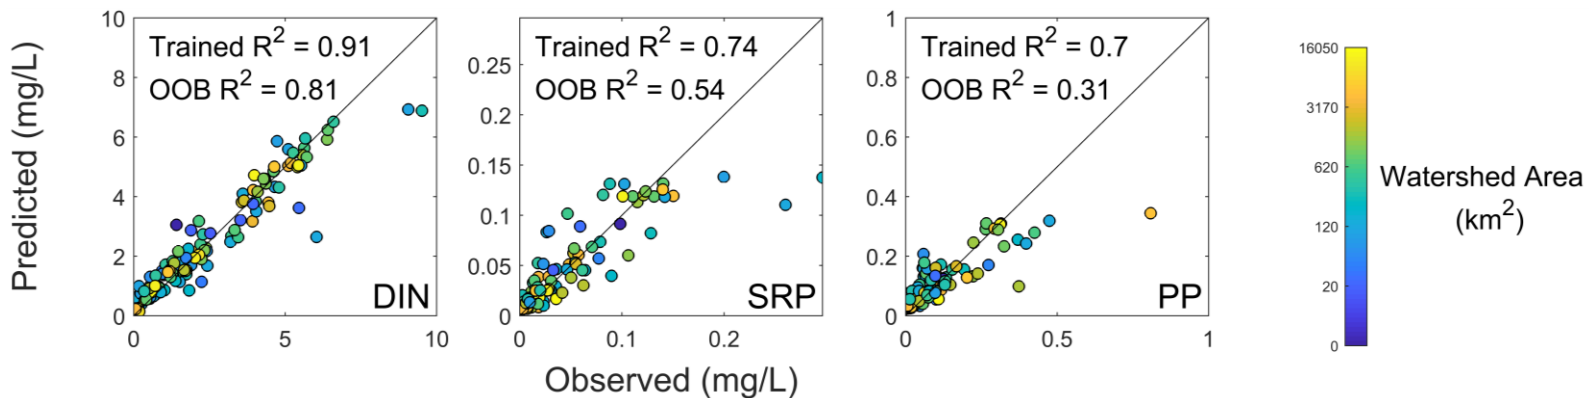 Predicted (mg/L)
10
8
6
4
2
0
0
5
10
Trained R² = 0.91
OOB R² = 0.81
DIN
0.25
0.2
0.15
0.1
0.05
0
0
0.1
0.2
Trained R² = 0.74
OOB R² = 0.54
SRP
1
0.8
0.6
0.4
0.2
0
0
0.5
1
Trained R² = 0.7
OOB R² = 0.31
PP
Observed (mg/L)
16050
3170
620
120
20
0
Watershed Area
(km²)